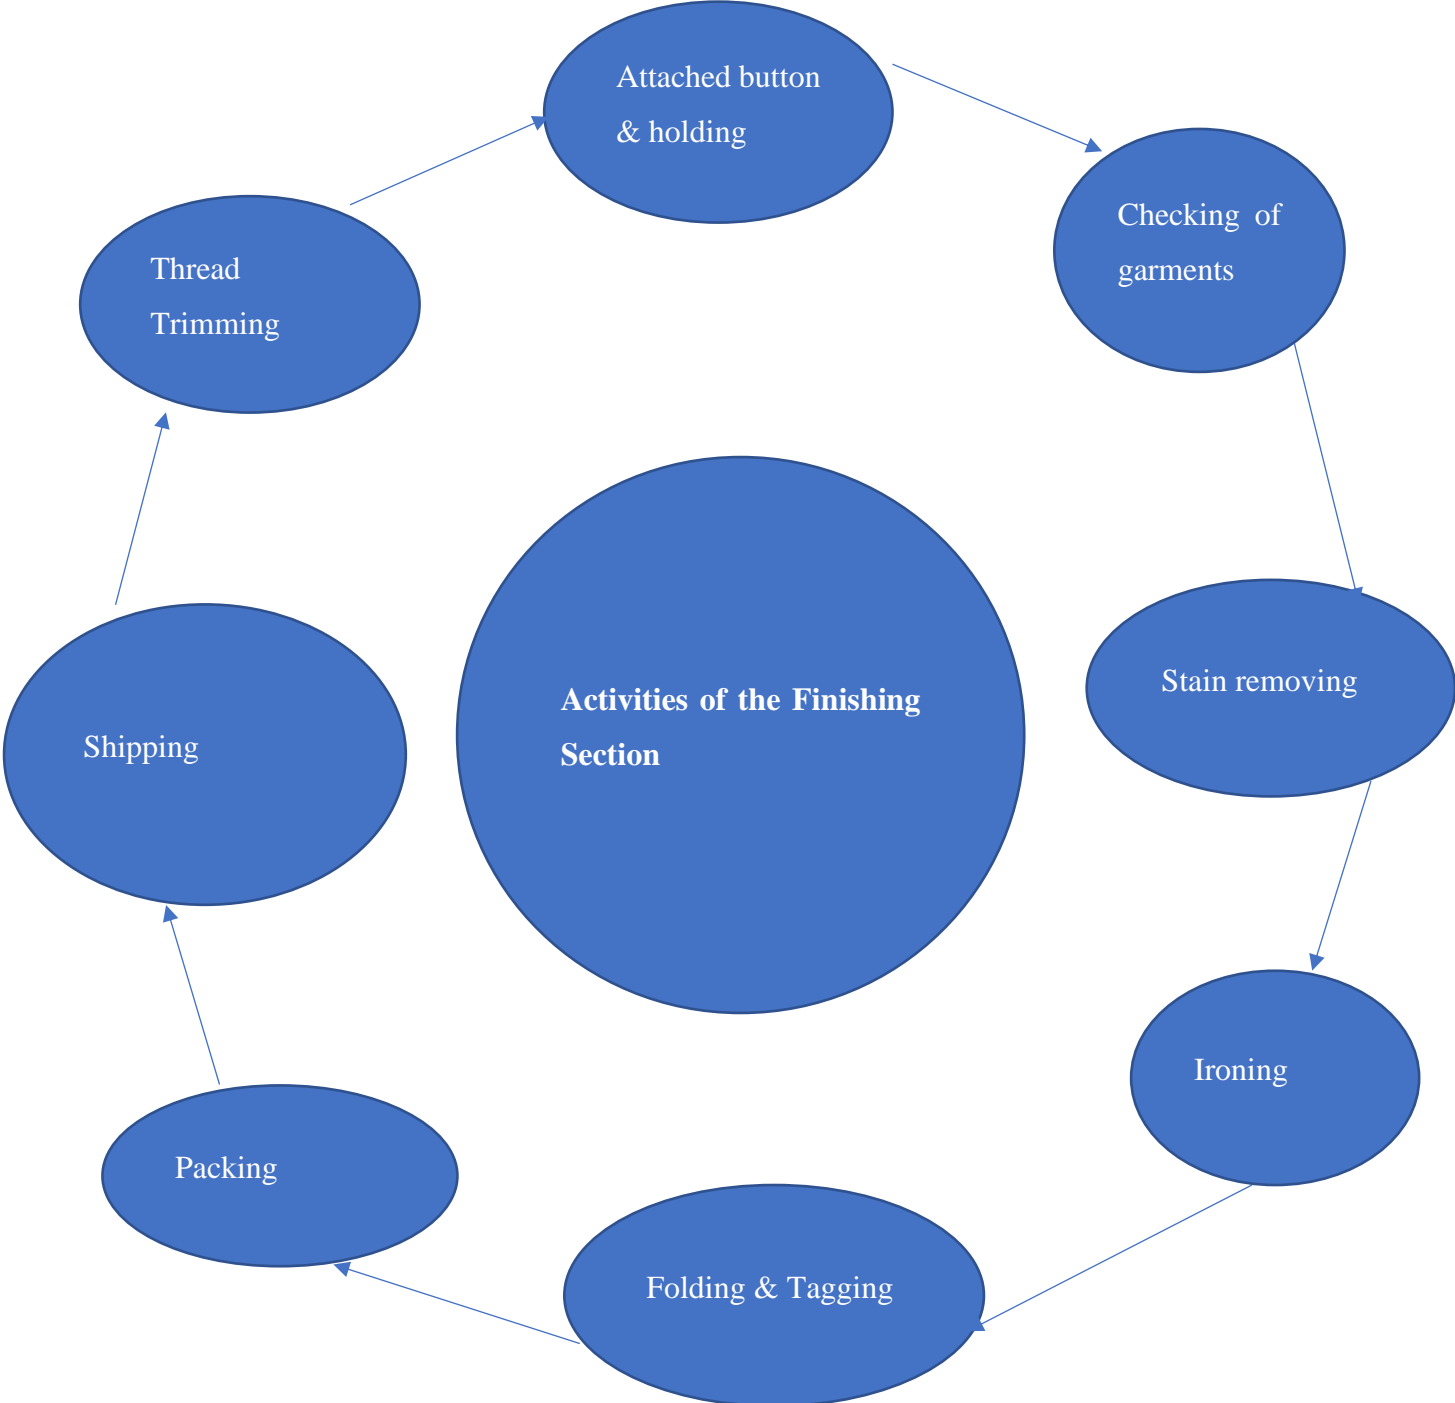 Attached button
& holding
Checking of
garments
Thread
Trimming
Stain removing
Activities of the Finishing
Section
Shipping
Ironing
Packing
Folding & Tagging